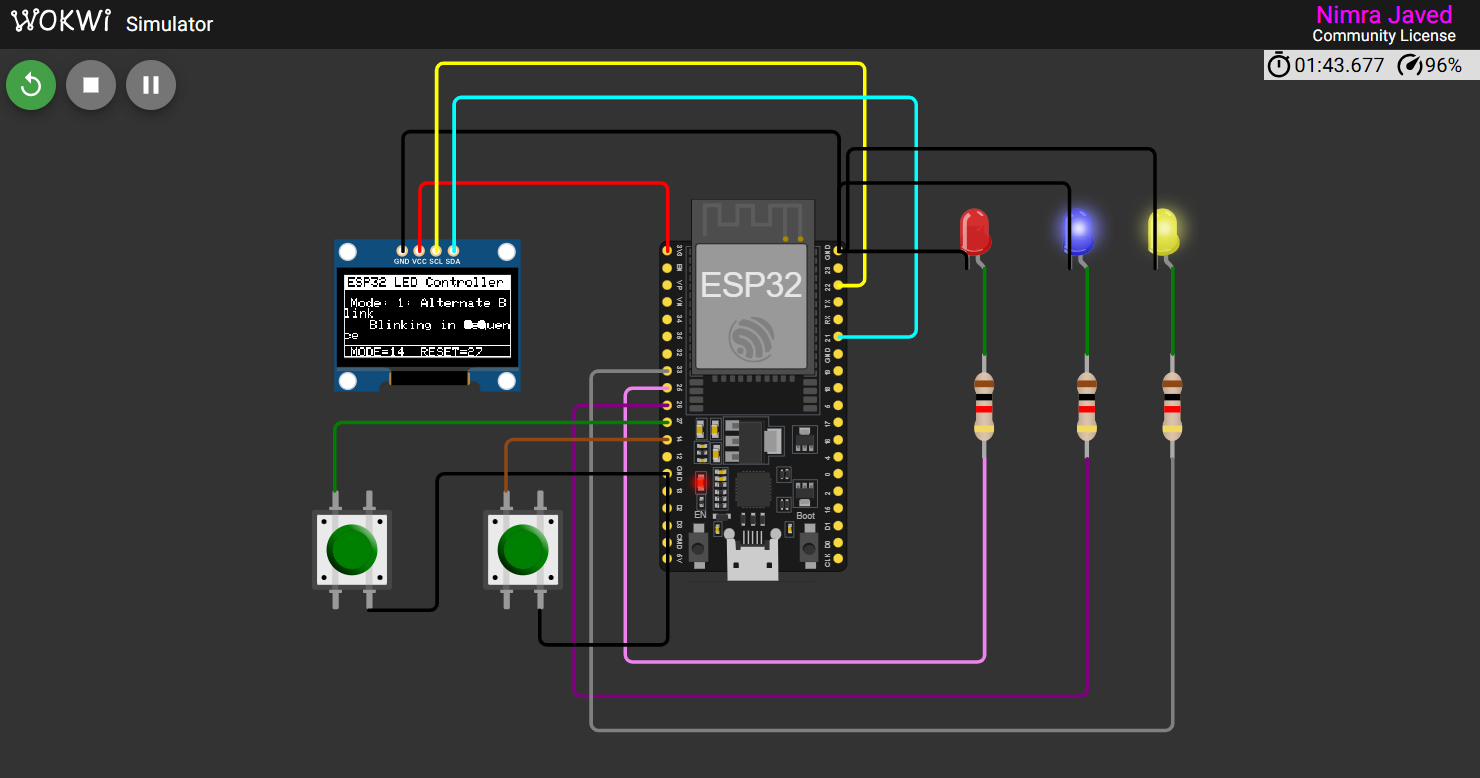 WOKWi Simulator
Nimra Javed
Community License
01:43.677 96%
GND VCC SCL SDA
ESP32 LED Controller
Mode: 1: Alternate B
link
Blinking in
ce
MODE=14 RESET=27
ESP32
3V3
EN
VP
VN
34
35
32
33
25
26
27
14
12
GND
13
D2
D3
CMD
5V
GND
23
22
TX
RX
21
GND
19
18
5
17
16
4
0
2
15
D1
D0
CLK
EN
Boot